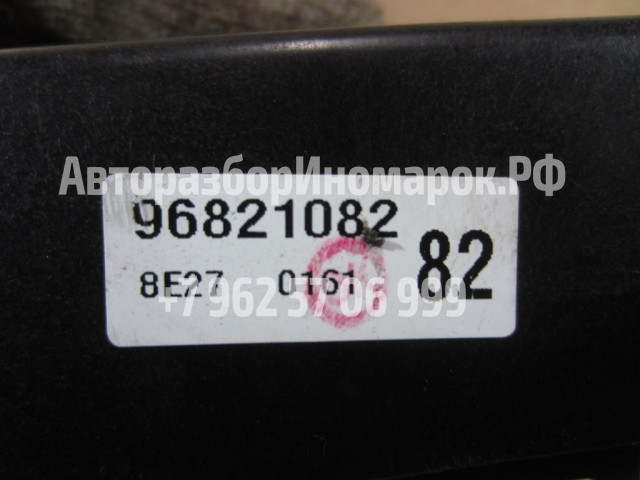 АвторазборИномарок.РФ
96821082
82
8E27 0161
+7 962 57 06 999